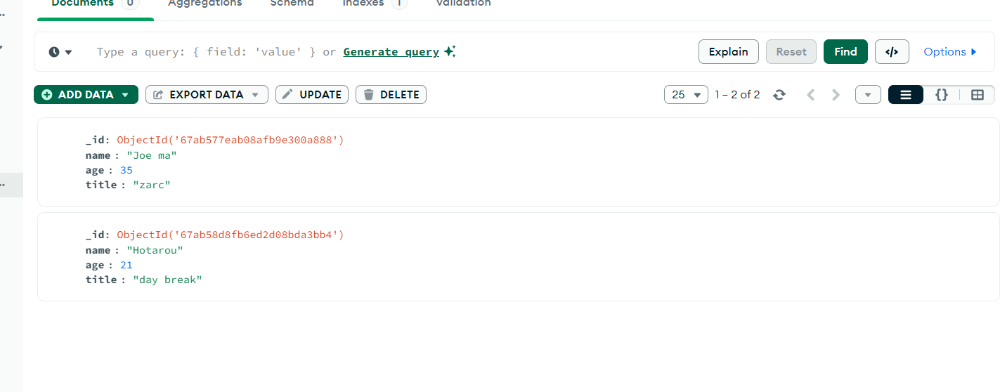 Documents 0 Aggregations Schema Indexes 1 Validation
Type a query: { field: 'value' } or Generate query Explain Reset Find </> Options
ADD DATA EXPORT DATA UPDATE DELETE 25 1 – 2 of 2 {}
_id: ObjectId('67ab577eab08afb9e300a888')
name : "Joe ma"
age : 35
title : "zarc"
_id: ObjectId('67ab58d8fb6ed2d08bda3bb4')
name : "Hotarou"
age : 21
title : "day break"